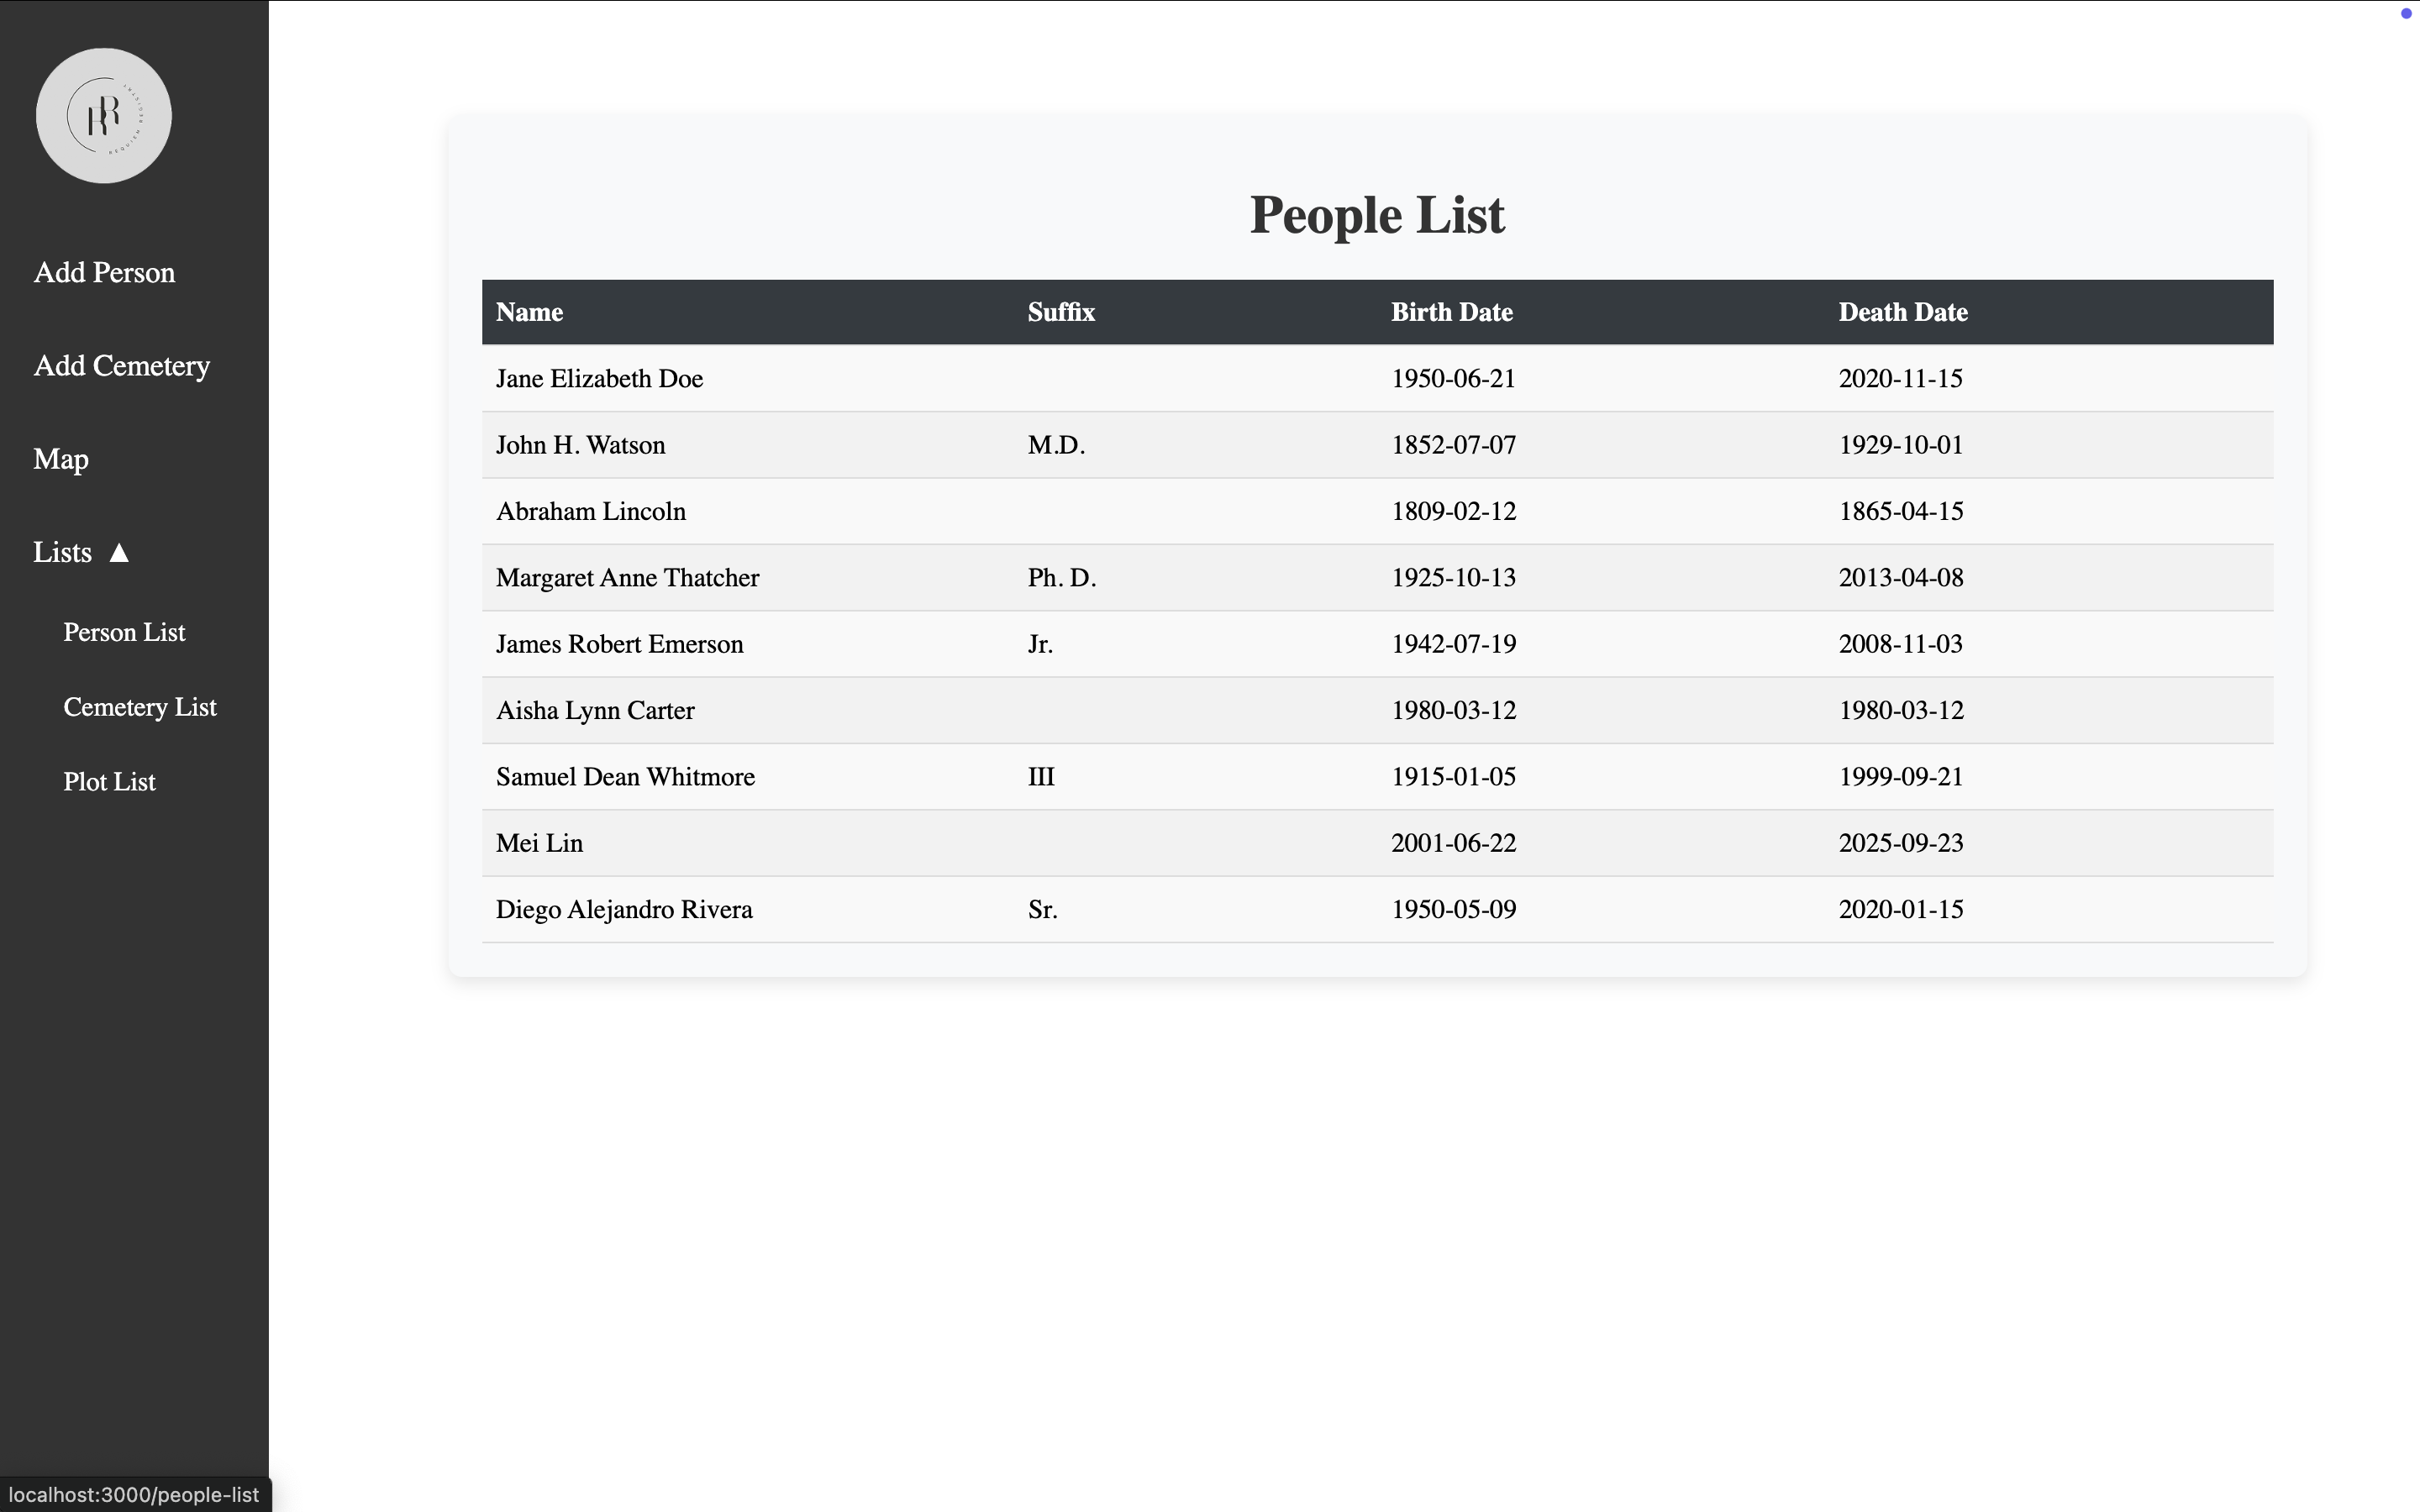 RR
Add Person
Add Cemetery
Map
Lists ▲
Person List
Cemetery List
Plot List
People List
Name Suffix Birth Date Death Date
Jane Elizabeth Doe 1950-06-21 2020-11-15
John H. Watson M.D. 1852-07-07 1929-10-01
Abraham Lincoln 1809-02-12 1865-04-15
Margaret Anne Thatcher Ph. D. 1925-10-13 2013-04-08
James Robert Emerson Jr. 1942-07-19 2008-11-03
Aisha Lynn Carter 1980-03-12 1980-03-12
Samuel Dean Whitmore III 1915-01-05 1999-09-21
Mei Lin 2001-06-22 2025-09-23
Diego Alejandro Rivera Sr. 1950-05-09 2020-01-15
localhost:3000/people-list